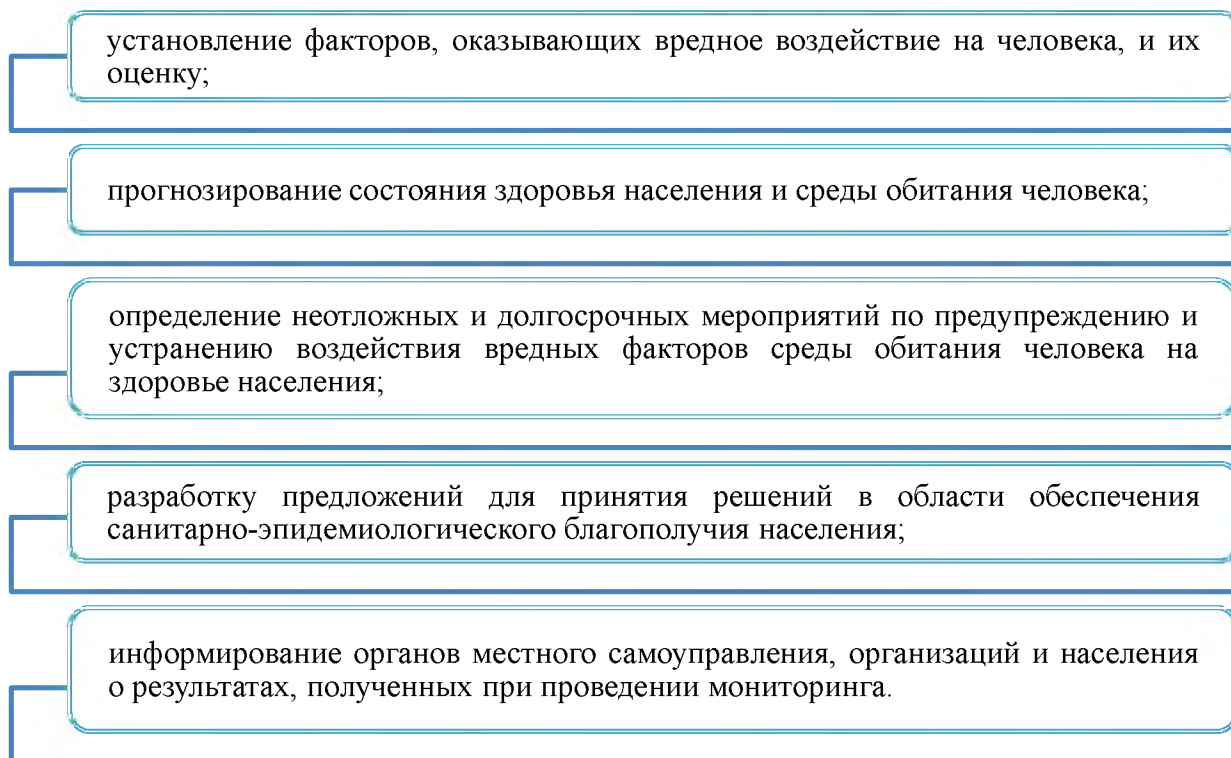 установление факторов, оказывающих вредное воздействие на человека, и их
оценку;
прогнозирование состояния здоровья населения и среды обитания человека;
определение неотложных и долгосрочных мероприятий по предупреждению и
устранению воздействия вредных факторов среды обитания человека на
здоровье населения;
разработку предложений для принятия решений в области обеспечения
санитарно-эпидемиологического благополучия населения;
информирование органов местного самоуправления, организаций и населения
о результатах, полученных при проведении мониторинга.